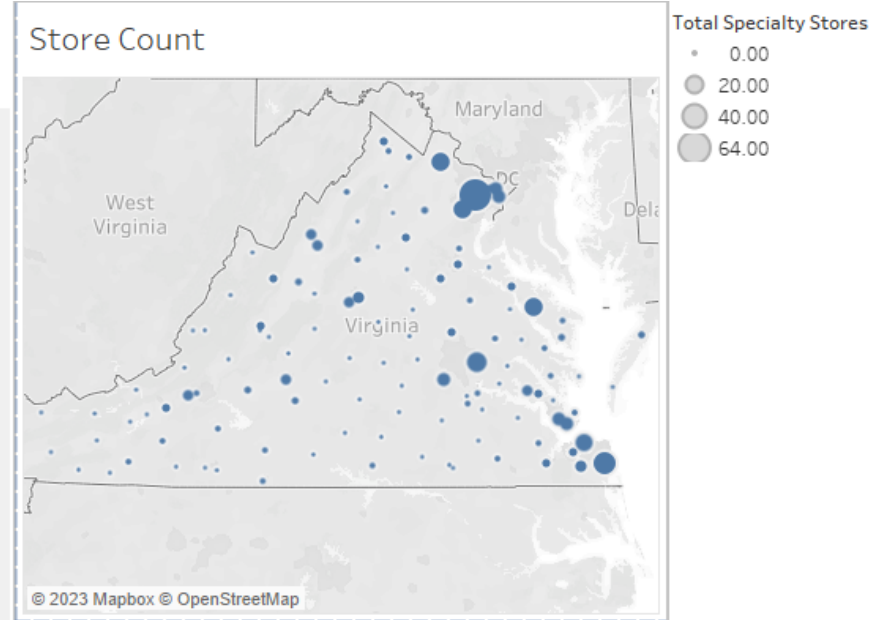 Store Count
Total Specialty Stores
0.00
20.00
40.00
64.00
Maryland
DC
West
Virginia
Dela
Virginia
© 2023 Mapbox © OpenStreetMap